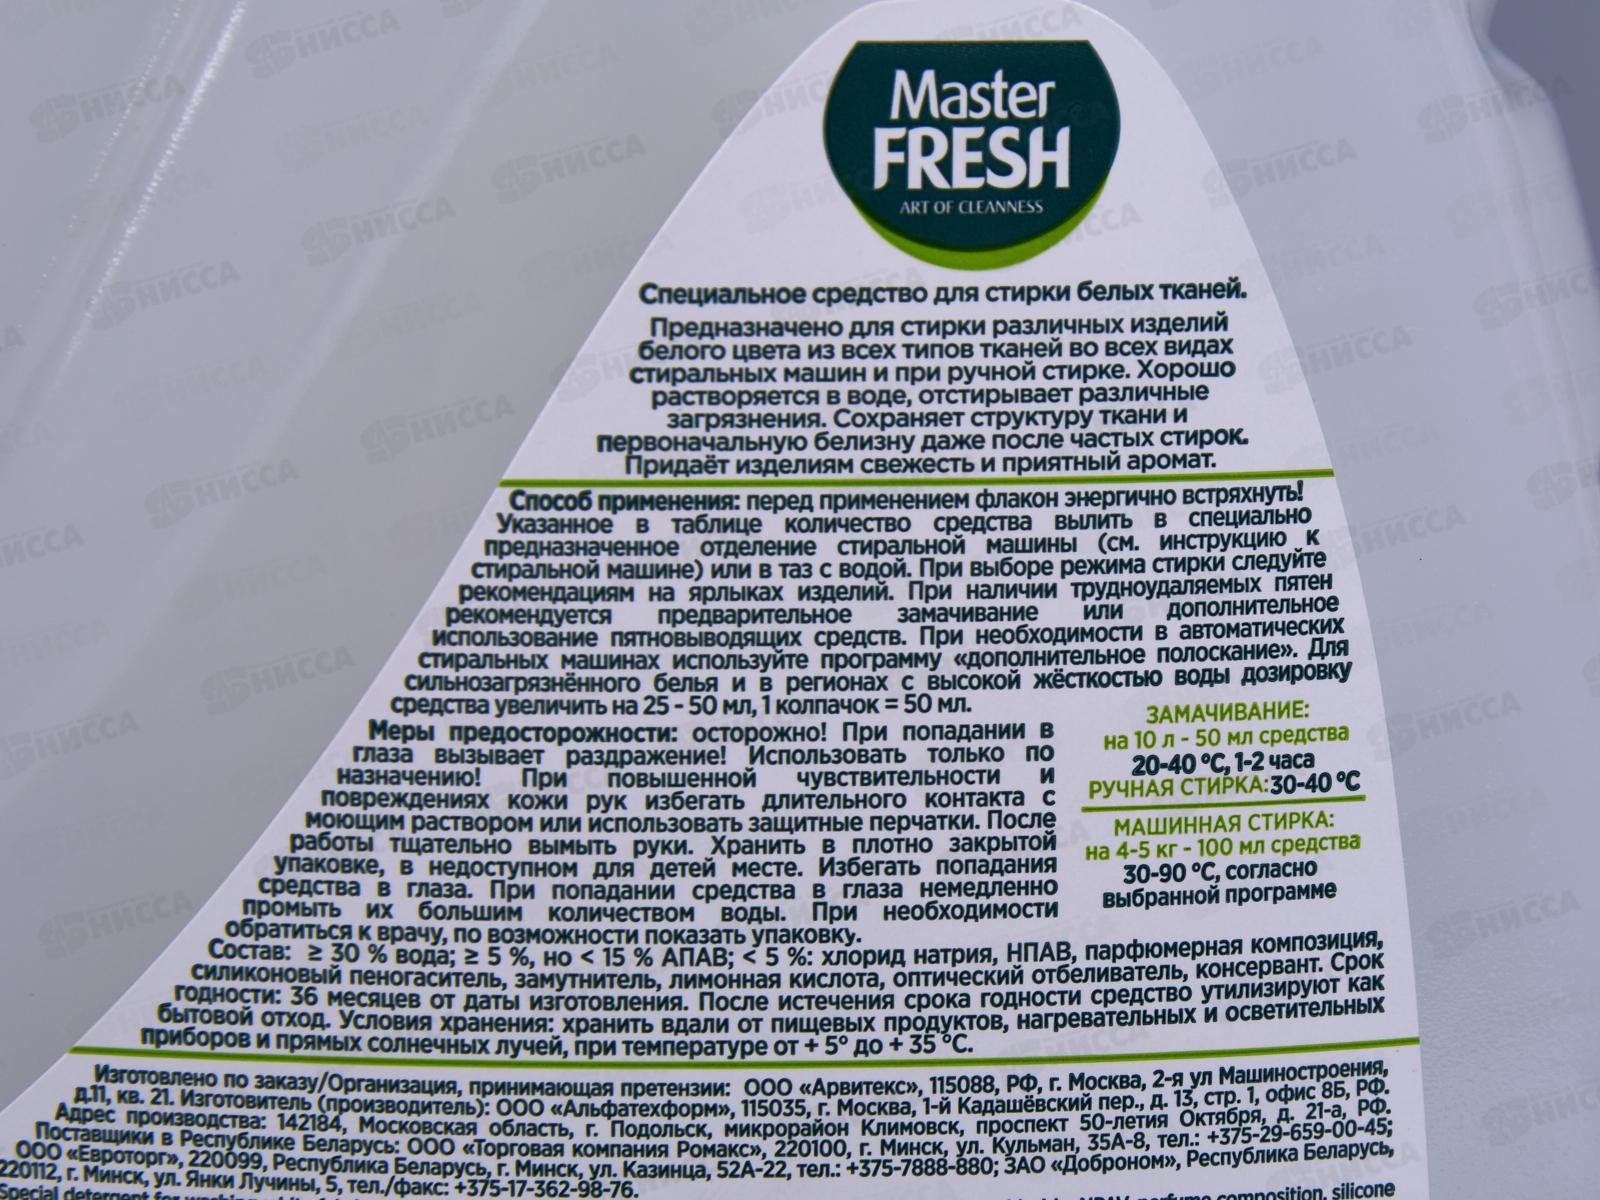 Master
FRESH
ART OF CLEANNESS
Специальное средство для стирки белых тканей.
Предназначено для стирки различных изделий
белого цвета из всех типов тканей во всех видах
стиральных машин и при ручной стирке. Хорошо
растворяется в воде, отстирывает различные
загрязнения. Сохраняет структуру ткани и
первоначальную белизну даже после частых стирок.
Придаёт изделиям свежесть и приятный аромат.
Способ применения: перед применением флакон энергично встряхнуть!
Указанное в таблице количество средства вылить в специально
предназначенное отделение стиральной машины (см. инструкцию к
стиральной машине) или в таз с водой. При выборе режима стирки следуйте
рекомендациям на ярлыках изделий. При наличии трудноудаляемых пятен
рекомендуется предварительное замачивание или дополнительное
использование пятновыводящих средств. При необходимости в автоматических
стиральных машинах используйте программу «дополнительное полоскание». Для
сильнозагрязнённого белья и в регионах с высокой жёсткостью воды дозировку
средства увеличить на 25 - 50 мл, 1 колпачок = 50 мл.
Меры предосторожности: осторожно! При попадании в
глаза вызывает раздражение! Использовать только по
назначению! При повышенной чувствительности и
повреждениях кожи рук избегать длительного контакта с
моющим раствором или использовать защитные перчатки. После
работы тщательно вымыть руки. Хранить в плотно закрытой
упаковке, в недоступном для детей месте. Избегать попадания
средства в глаза. При попадании средства в глаза немедленно
промыть их большим количеством воды. При необходимости
обратиться к врачу, по возможности показать упаковку.
ЗАМАЧИВАНИЕ:
на 10 л - 50 мл средства
20-40 °С, 1-2 часа
РУЧНАЯ СТИРКА: 30-40 °С
МАШИННАЯ СТИРКА:
на 4-5 кг - 100 мл средства
30-90 °С, согласно
выбранной программе
Состав: ≥ 30 % вода; ≥ 5 %, но < 15 % АПАВ; < 5 %: хлорид натрия, НПАВ, парфюмерная композиция,
силиконовый пеногаситель, замутнитель, лимонная кислота, оптический отбеливатель, консервант. Срок
годности: 36 месяцев от даты изготовления. После истечения срока годности средство утилизируют как
бытовой отход. Условия хранения: хранить вдали от пищевых продуктов, нагревательных и осветительных
приборов и прямых солнечных лучей, при температуре от + 5° до + 35 °С.
Изготовлено по заказу/Организация, принимающая претензии: ООО «Арвитекс», 115088, РФ, г. Москва, 2-я ул Машиностроения,
д.11, кв. 21. Изготовитель (производитель): ООО «Альфатехформ», 115035, г. Москва, 1-й Кадашёвский пер., д. 13, стр. 1, офис 8Б, РФ.
Адрес производства: 142184, Московская область, г. Подольск, микрорайон Климовск, проспект 50-летия Октября, д. 21-а, РФ.
Поставщики в Республике Беларусь: ООО «Торговая компания Ромакс», 220100, г. Минск, ул. Кульман, 35А-8, тел.: +375-29-659-00-45;
ООО «Евроторг», 220099, Республика Беларусь, г. Минск, ул. Казинца, 52А-22, тел.: +375-7888-880; ЗАО «Доброном», Республика Беларусь,
220112, г. Минск, ул. Янки Лучины, 5, тел./факс: +375-17-362-98-76.
Special detergent for perfume composition, silicone